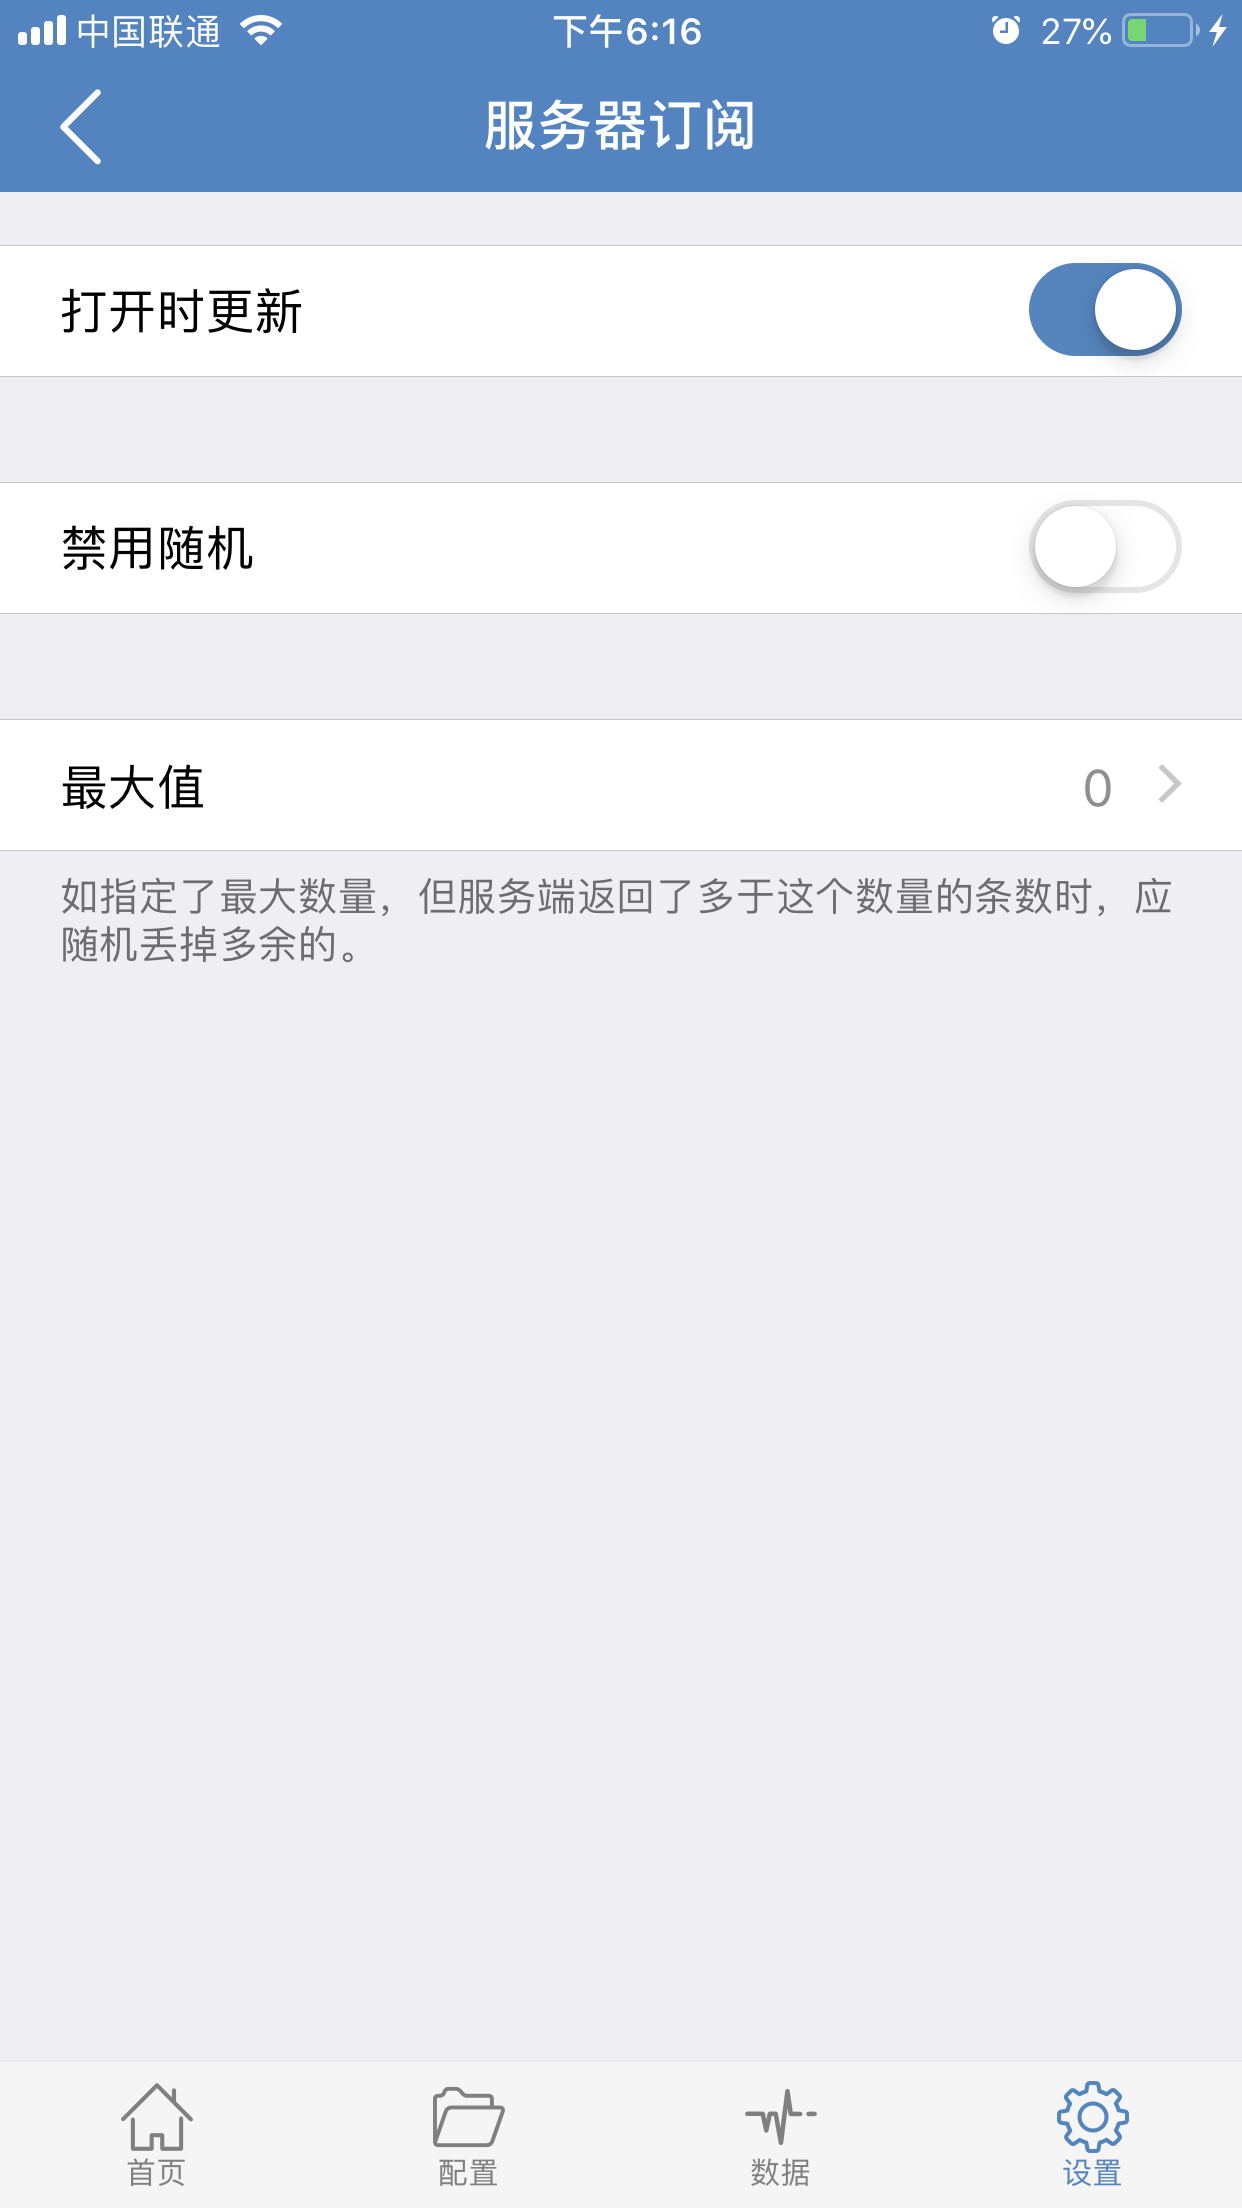 中国联通 下午6:16 27%
服务器订阅
打开时更新
禁用随机
最大值 0
如指定了最大数量，但服务端返回了多于这个数量的条数时，应
随机丢掉多余的。
首页 配置 数据 设置